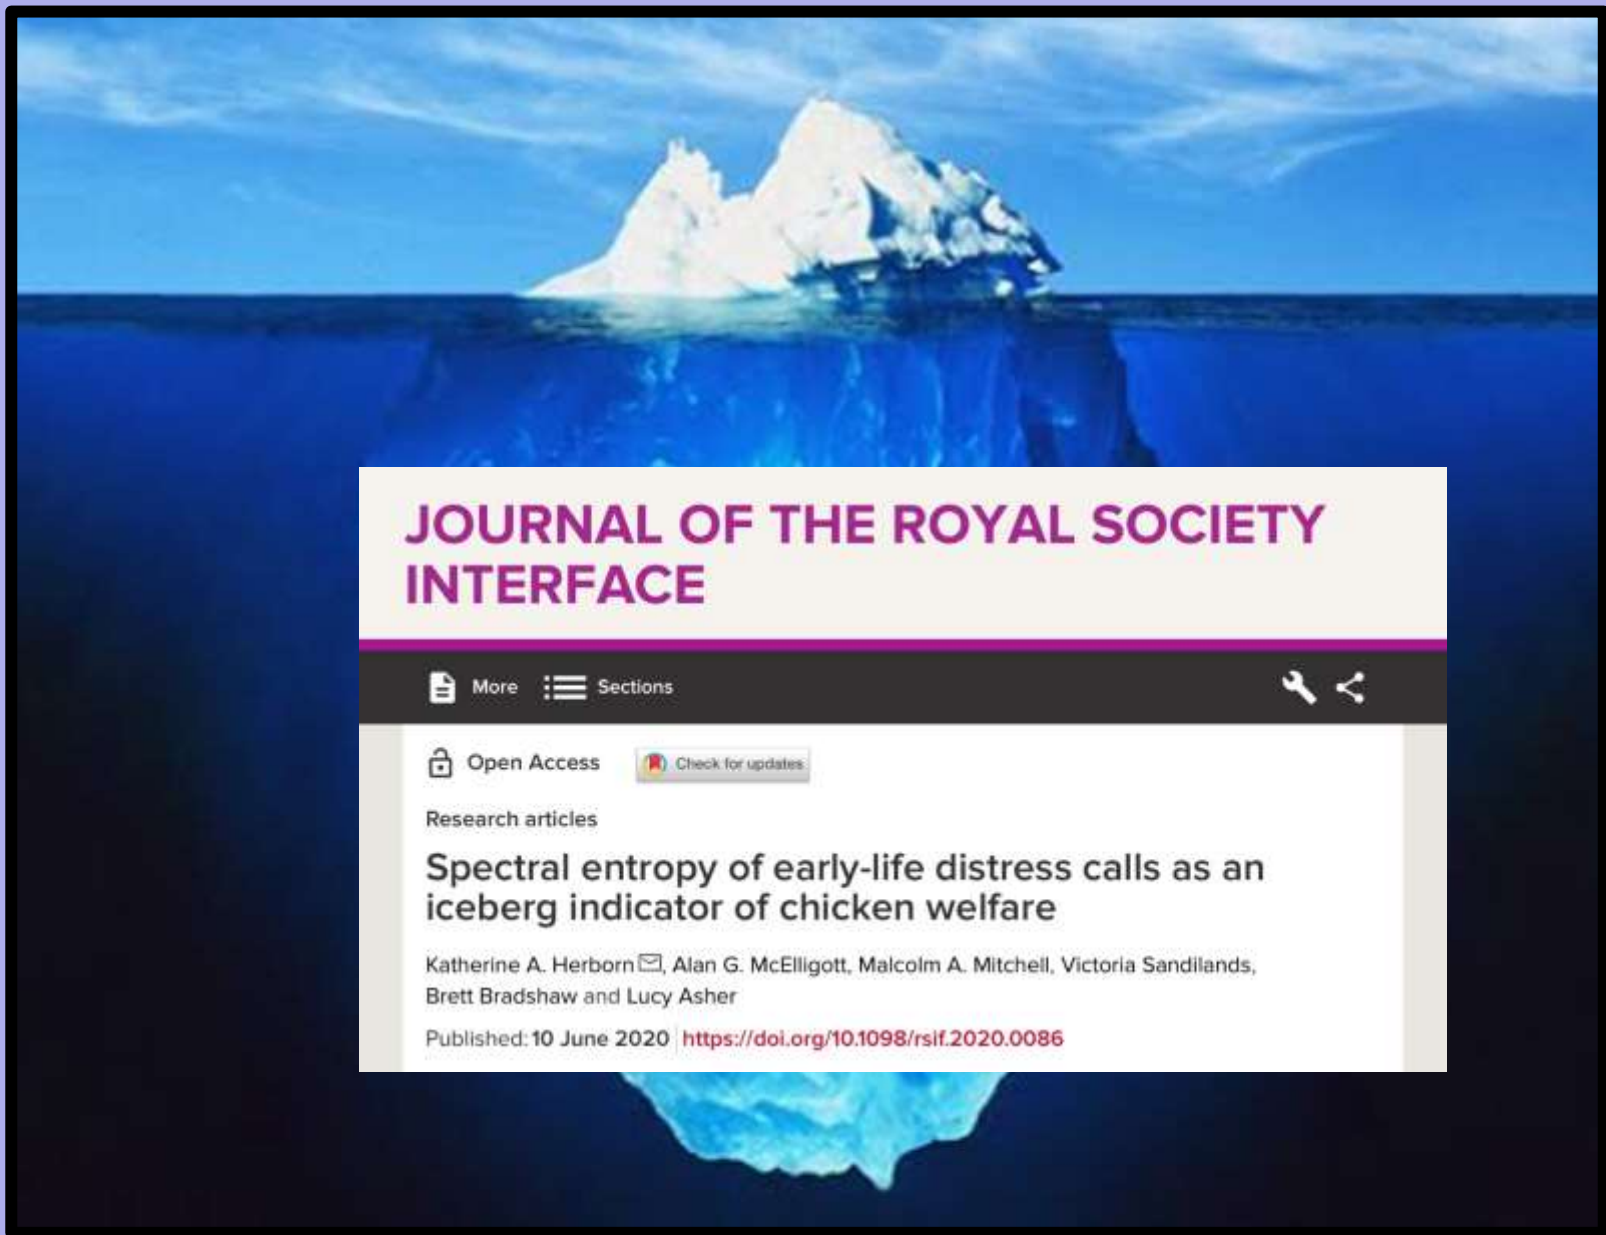 JOURNAL OF THE ROYAL SOCIETY
INTERFACE
More Sections
Open Access Check for updates
Research articles
Spectral entropy of early-life distress calls as an
iceberg indicator of chicken welfare
Katherine A. Herborn, Alan G. McElligott, Malcolm A. Mitchell, Victoria Sandilands,
Brett Bradshaw and Lucy Asher
Published: 10 June 2020 https://doi.org/10.1098/rsif.2020.0086